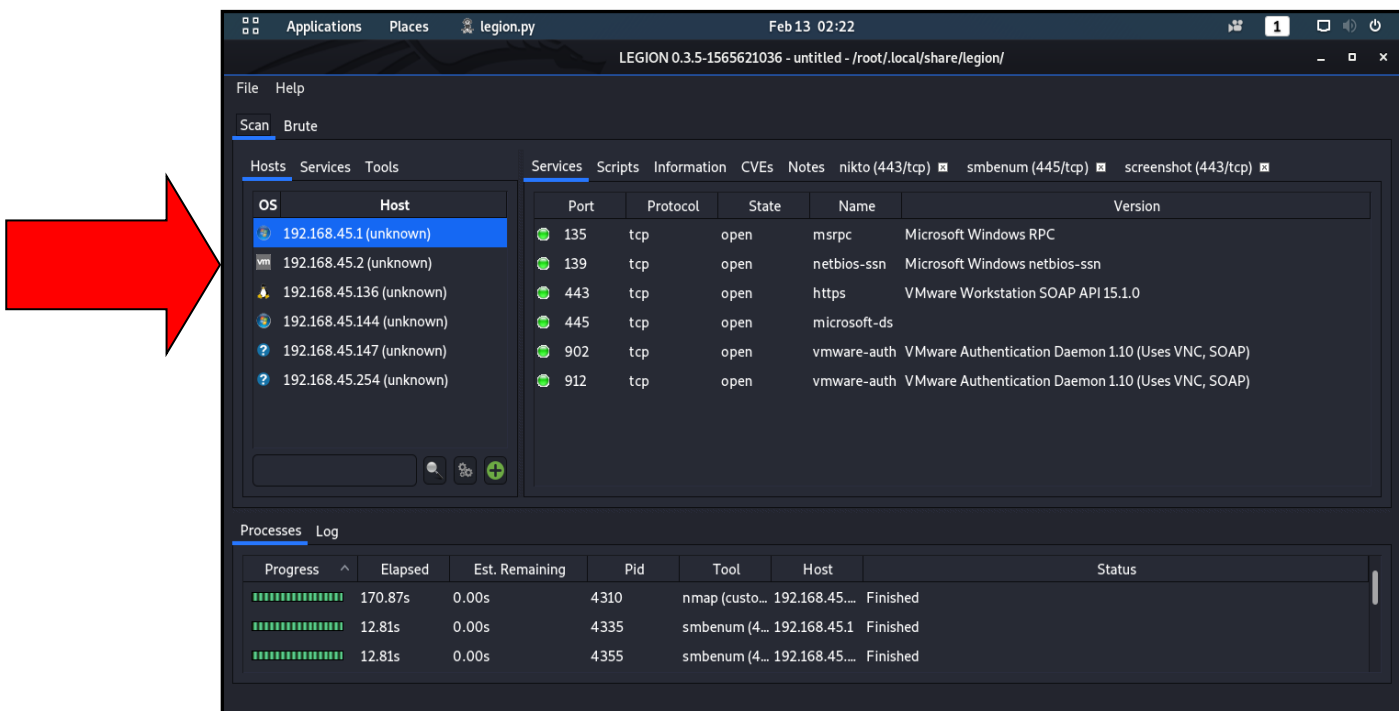 Applications Places legion.py Feb 13 02:22 1
LEGION 0.3.5-1565621036 - untitled - /root/.local/share/legion/
File Help
Scan Brute
Hosts Services Tools
OS Host
192.168.45.1 (unknown)
vm 192.168.45.2 (unknown)
192.168.45.136 (unknown)
192.168.45.144 (unknown)
? 192.168.45.147 (unknown)
? 192.168.45.254 (unknown)
Services Scripts Information CVEs Notes nikto (443/tcp) smbenum (445/tcp) screenshot (443/tcp)
Port Protocol State Name Version
135 tcp open msrpc Microsoft Windows RPC
139 tcp open netbios-ssn Microsoft Windows netbios-ssn
443 tcp open https VMware Workstation SOAP API 15.1.0
445 tcp open microsoft-ds
902 tcp open vmware-auth VMware Authentication Daemon 1.10 (Uses VNC, SOAP)
912 tcp open vmware-auth VMware Authentication Daemon 1.10 (Uses VNC, SOAP)
Processes Log
Progress Elapsed Est. Remaining Pid Tool Host Status
170.87s 0.00s 4310 nmap (custo... 192.168.45.... Finished
12.81s 0.00s 4335 smbenum (4... 192.168.45.1 Finished
12.81s 0.00s 4355 smbenum (4... 192.168.45.... Finished